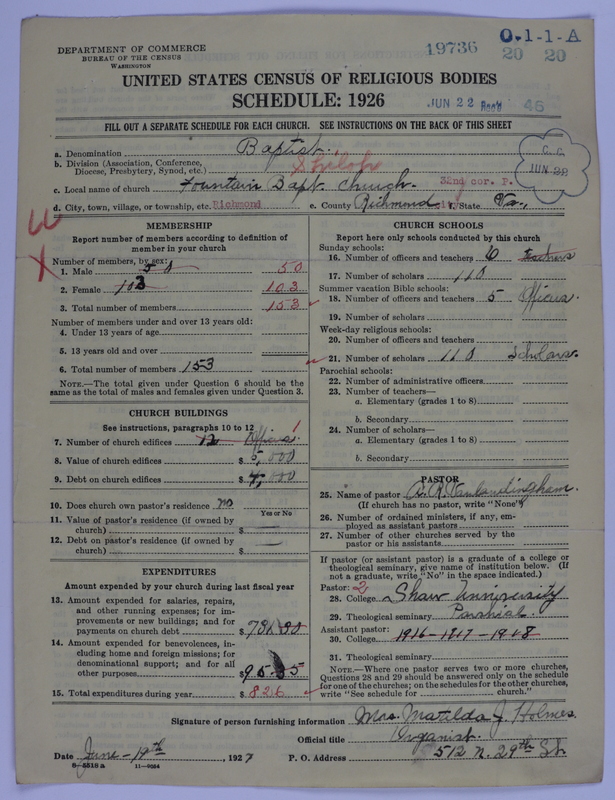 DEPARTMENT OF COMMERCE
BUREAU OF THE CENSUS
WASHINGTON
19736
O-1-1-A
20 20
UNITED STATES CENSUS OF RELIGIOUS BODIES
SCHEDULE: 1926
JUN 22 Rec'd 46
FILL OUT A SEPARATE SCHEDULE FOR EACH CHURCH. SEE INSTRUCTIONS ON THE BACK OF THIS SHEET
a. Denomination Baptist.
b. Division (Association, Conference, Diocese, Presbytery, Synod, etc.) Shiloh
C. C. JUN 28
c. Local name of church Fountain Bapt. Church. 32nd cor. P.
d. City, town, village, or township, etc. Richmond e. County Richmond f. State Va.,
MEMBERSHIP
Report number of members according to definition of member in your church
Number of members, by sex:
1. Male 50 50
2. Female 103 103
3. Total number of members 153
Number of members under and over 13 years old:
4. Under 13 years of age
5. 13 years old and over
6. Total number of members 153
NOTE.—The total given under Question 6 should be the same as the total of males and females given under Question 3.
CHURCH BUILDINGS
See instructions, paragraphs 10 to 12
7. Number of church edifices 12 Officers 1
8. Value of church edifices $ 5,000
9. Debt on church edifices $ 4,000
10. Does church own pastor's residence no
Yes or No
11. Value of pastor's residence (if owned by church) $
12. Debt on pastor's residence (if owned by church) $
EXPENDITURES
Amount expended by your church during last fiscal year
13. Amount expended for salaries, repairs, and other running expenses; for improvements or new buildings; and for payments on church debt $
14. Amount expended for benevolences, including home and foreign missions; for denominational support; and for all other purposes $
15. Total expenditures during year $ 826
CHURCH SCHOOLS
Report here only schools conducted by this church
Sunday schools:
16. Number of officers and teachers 6 Teachers
17. Number of scholars 110
Summer vacation Bible schools:
18. Number of officers and teachers 5 Officers.
19. Number of scholars
Week-day religious schools:
20. Number of officers and teachers
21. Number of scholars 110 Scholars.
Parochial schools:
22. Number of administrative officers
23. Number of teachers—
a. Elementary (grades 1 to 8)
b. Secondary
24. Number of scholars—
a. Elementary (grades 1 to 8)
b. Secondary
PASTOR
25. Name of pastor C. R. Vanlandingham.
(If church has no pastor, write "None")
26. Number of ordained ministers, if any, employed as assistant pastors
27. Number of other churches served by the pastor or his assistants
If pastor (or assistant pastor) is a graduate of a college or theological seminary, give name of institution below. (If not a graduate, write "No" in the space indicated.)
Pastor: 2
28. College Shaw University
29. Theological seminary Parshial
Assistant pastor:
30. College 1916-1917-1918
31. Theological seminary
NOTE.—Where one pastor serves two or more churches, Questions 28 and 29 should be answered only on the schedule for one of the churches; on the schedules for the other churches, write "See schedule for church."
Signature of person furnishing information Mrs. Matilda J. Holmes.
Official title Organist.
Date June-19th, 1927 P. O. Address 512 N. 29th St.
8—5518 a 11—9034